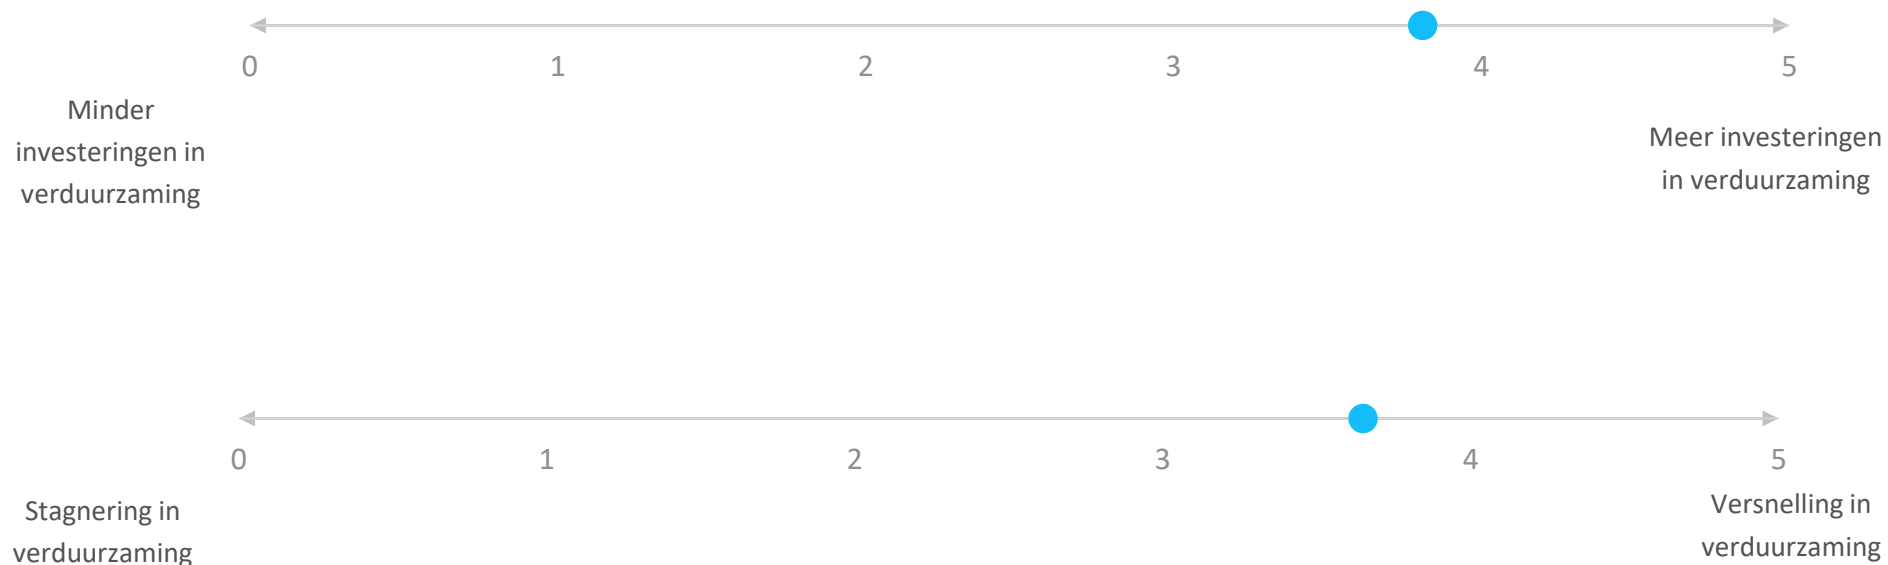 0 1 2 3 4 5
Minder
investeringen in
verduurzaming
Meer investeringen
in verduurzaming
0 1 2 3 4 5
Stagnering in
verduurzaming
Versnelling in
verduurzaming